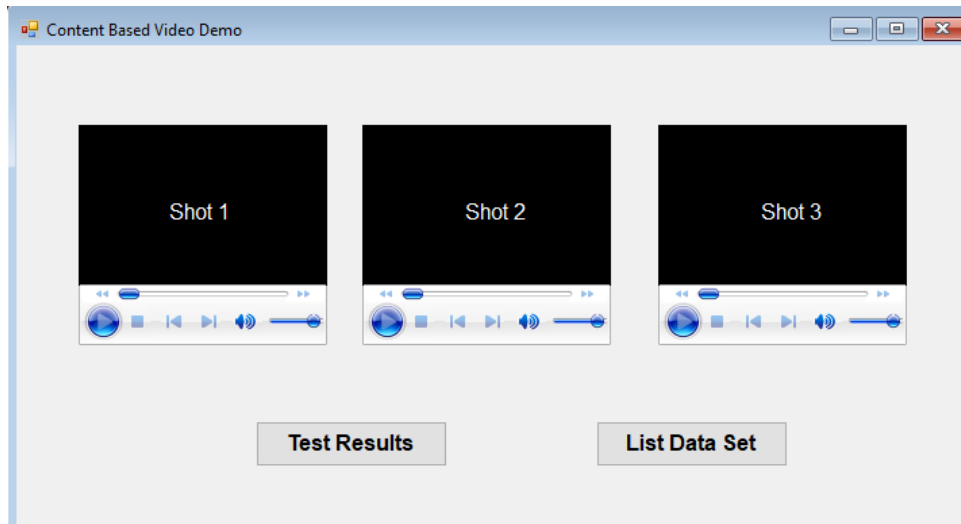 Content Based Video Demo
Shot 1
Shot 2
Shot 3
Test Results
List Data Set